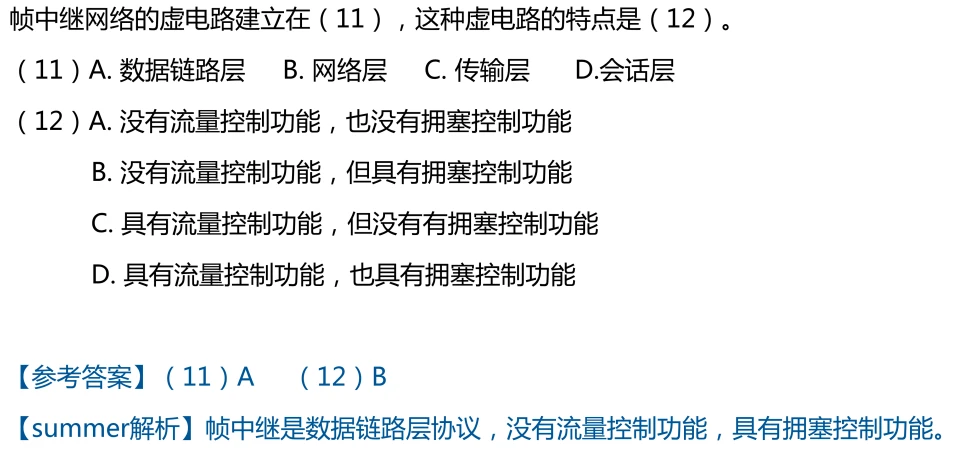 帧中继网络的虚电路建立在（11），这种虚电路的特点是（12）。
（11）A. 数据链路层 B. 网络层 C. 传输层 D.会话层
（12）A. 没有流量控制功能，也没有拥塞控制功能
B. 没有流量控制功能，但具有拥塞控制功能
C. 具有流量控制功能，但没有有拥塞控制功能
D. 具有流量控制功能，也具有拥塞控制功能
【参考答案】（11）A （12）B
【summer解析】帧中继是数据链路层协议，没有流量控制功能，具有拥塞控制功能。